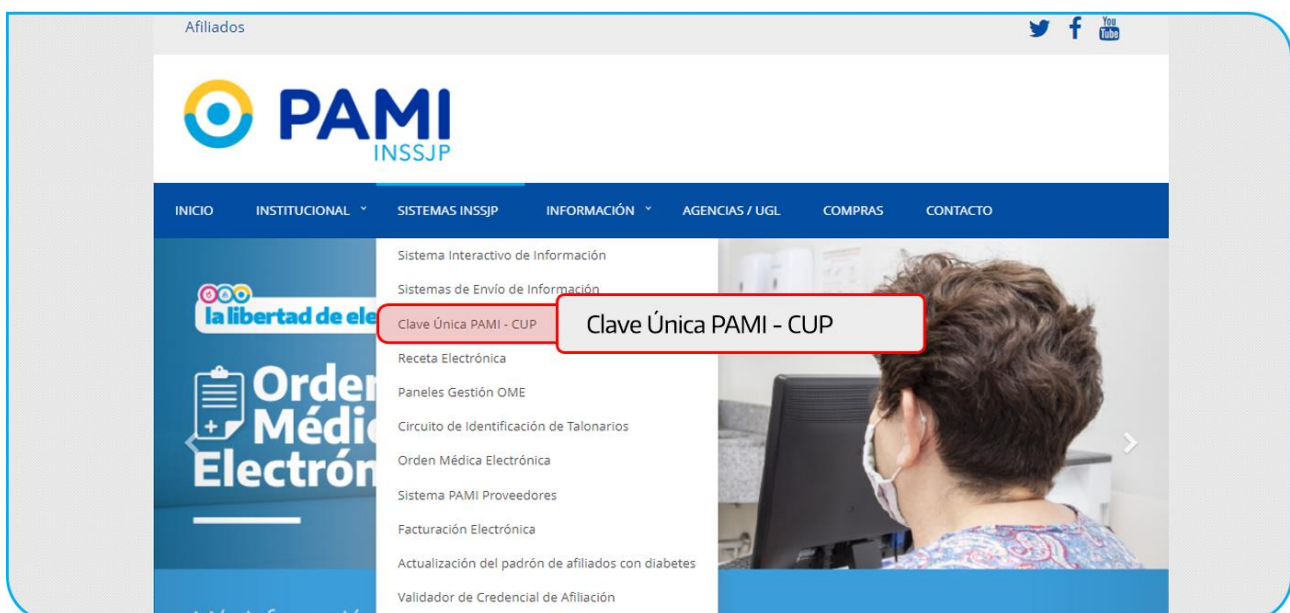 Afiliados
You
Tube
PAMI
INSSJP
INICIO INSTITUCIONAL SISTEMAS INSSJP INFORMACIÓN AGENCIAS / UGL COMPRAS CONTACTO
Sistema Interactivo de Información
Sistemas de Envío de Información
Clave Única PAMI - CUP
Clave Única PAMI - CUP
Receta Electrónica
Paneles Gestión OME
Circuito de Identificación de Talonarios
Orden Médica Electrónica
Sistema PAMI Proveedores
Facturación Electrónica
Actualización del padrón de afiliados con diabetes
Validador de Credencial de Afiliación
la libertad de ele
Orde
Médi
Electrón